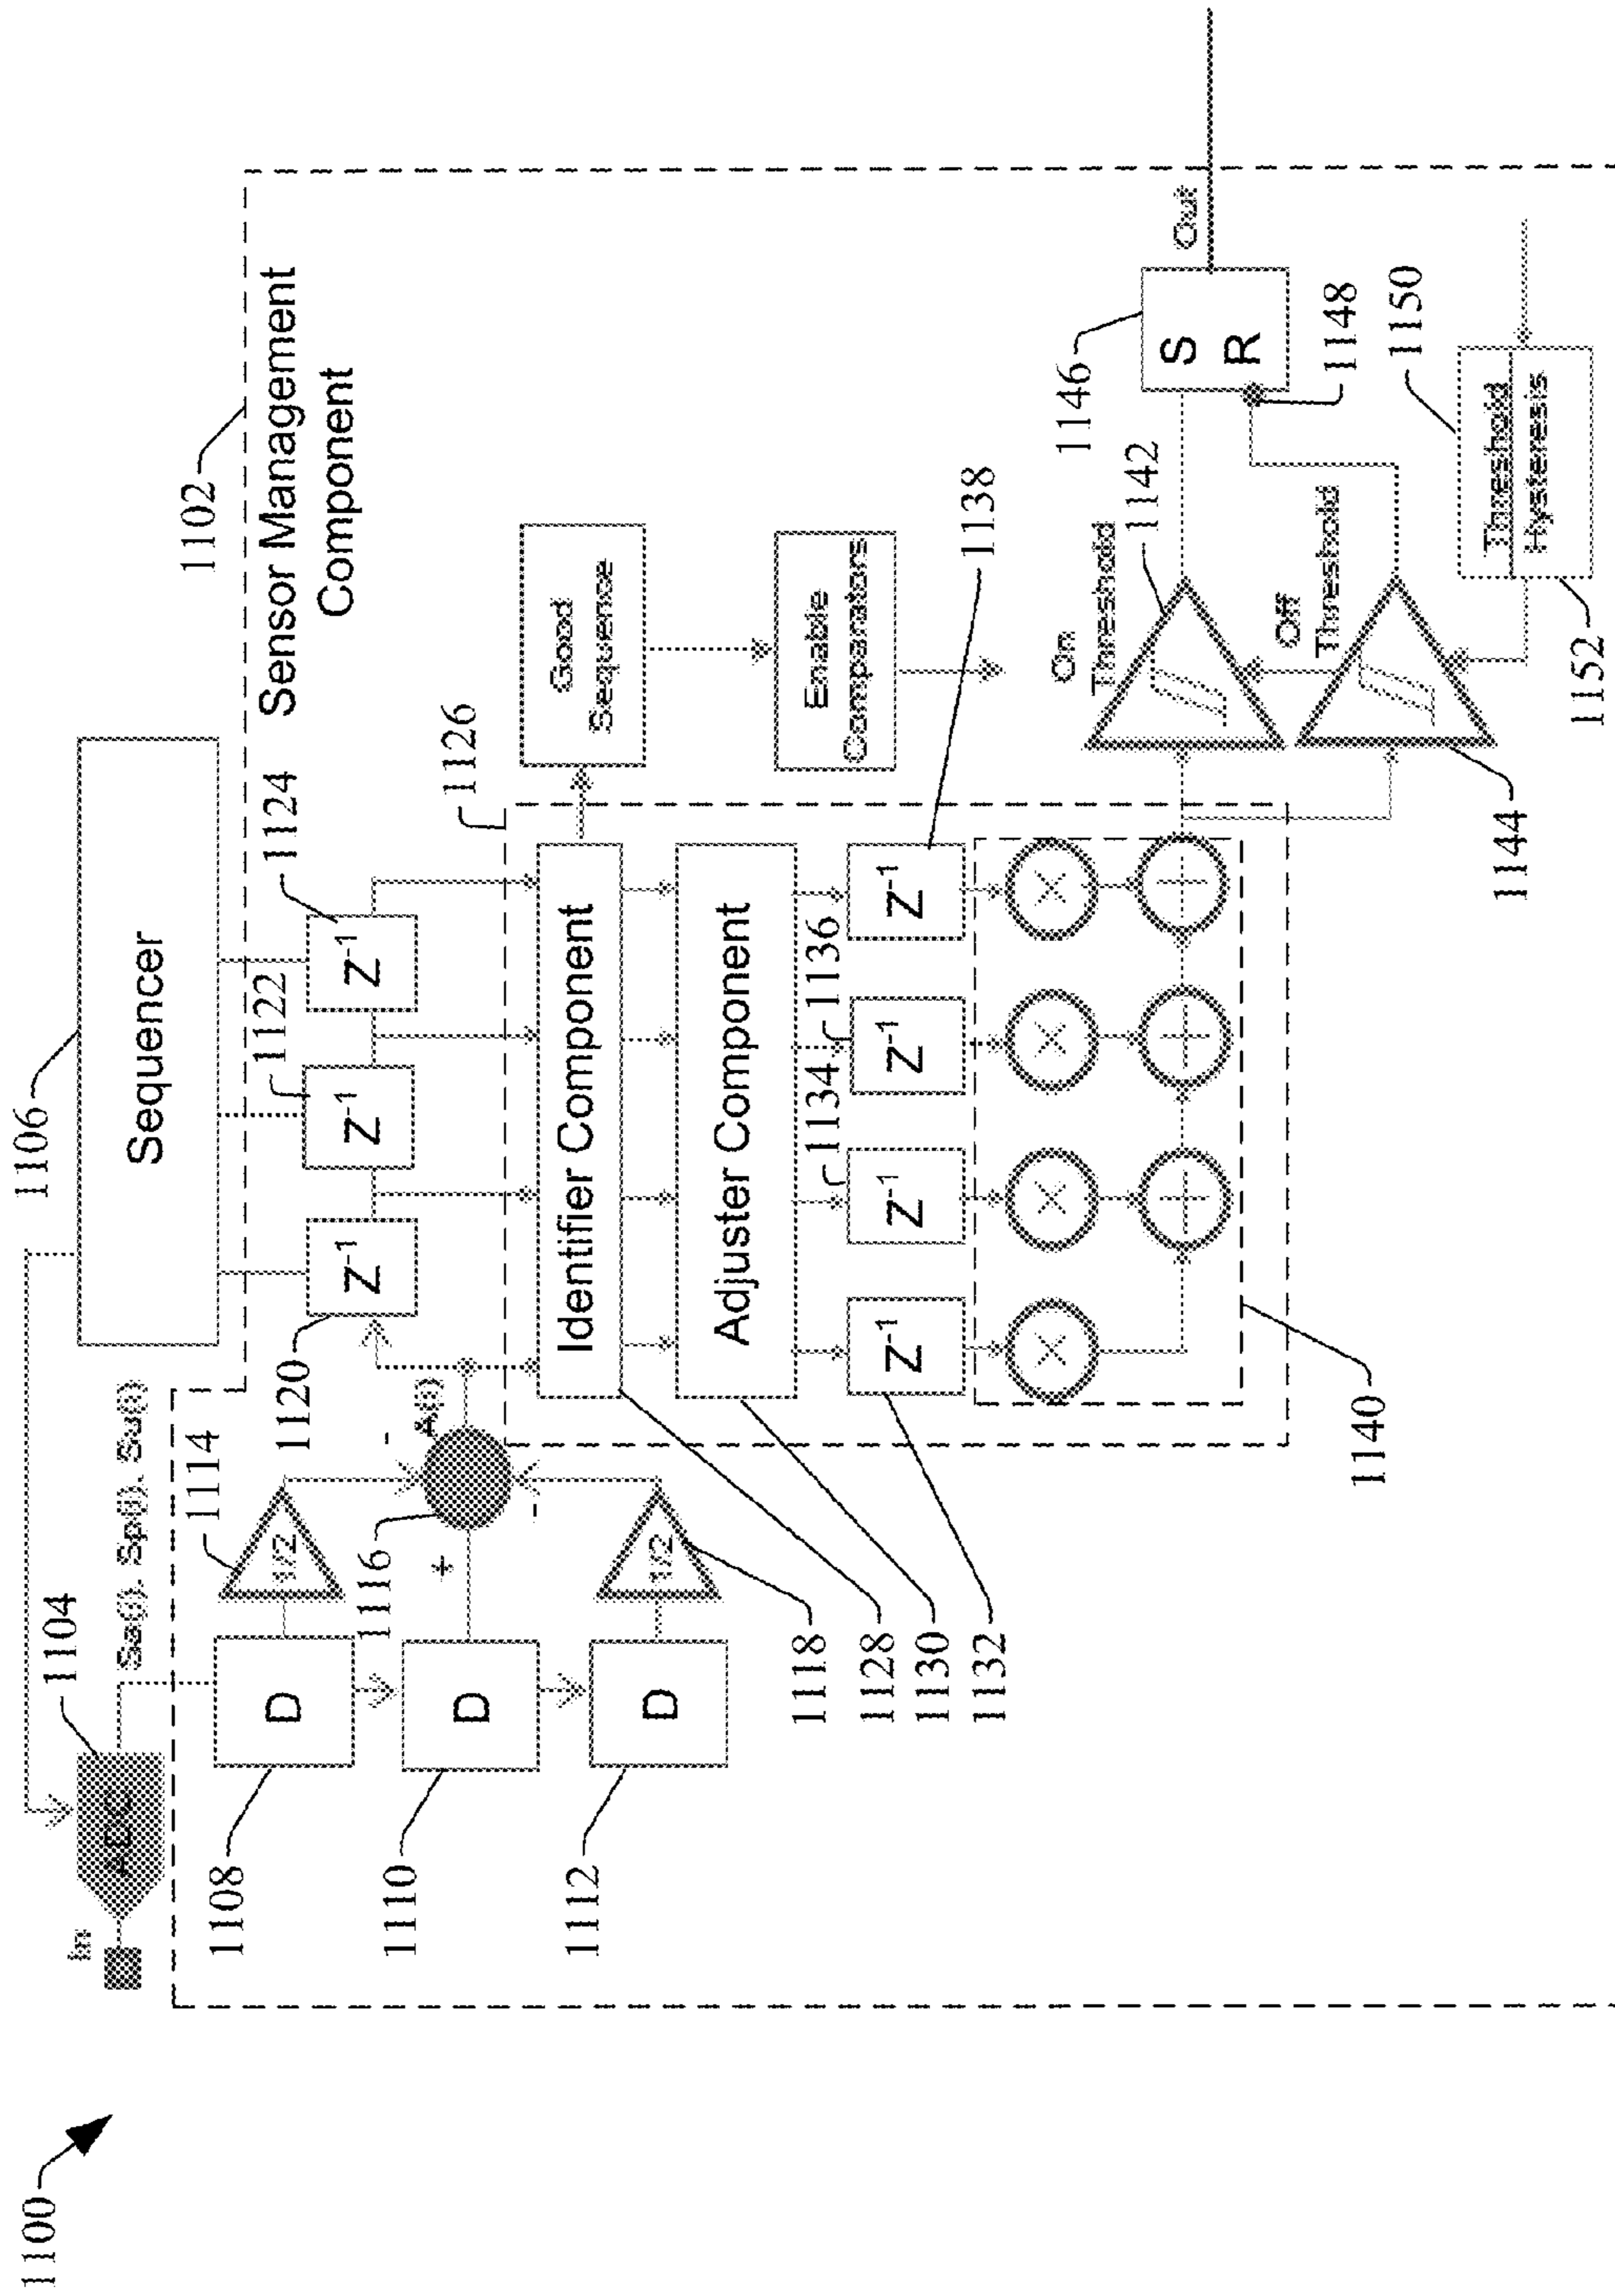 1100
1106
Sequencer
1102
Sensor Management
Component
1104
In
ADC
Sa(i), Sp(i), Su(i)
1108
D
1110
D
1112
D
1114
1/2
1116
+
-
-
A(i)
1118
1/2
1120
Z⁻¹
1122
Z⁻¹
1124
Z⁻¹
1126
Good
Sequence
Enable
Comparators
1128
Identifier Component
1130
Adjuster Component
1132
Z⁻¹
1134
Z⁻¹
1136
Z⁻¹
1138
Z⁻¹
×
×
×
×
+
+
+
1140
On
Threshold
1142
Off
Threshold
1144
1146
S
R
Out
1148
1150
Threshold
Hysteresis
1152